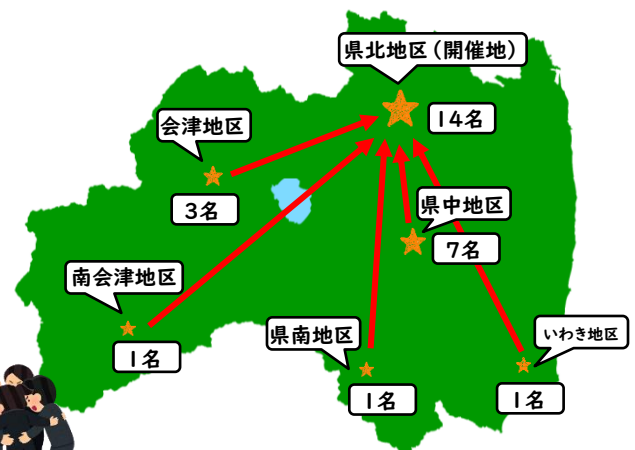 県北地区（開催地）
14名
会津地区
3名
県中地区
7名
南会津地区
1名
県南地区
1名
いわき地区
1名